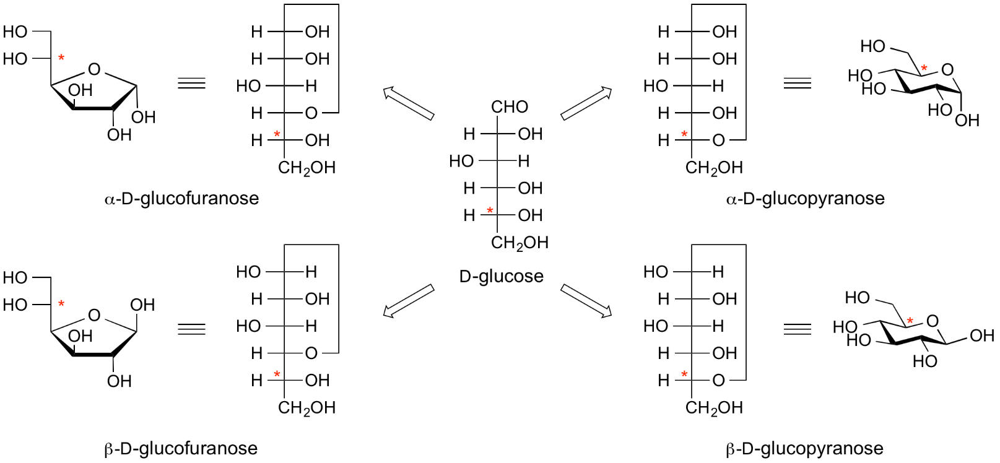 HO
HO
*
O
OH
OH
OH
H OH
H OH
HO H
H O
H * OH
CH2OH
α-D-glucofuranose
CHO
H OH
HO H
H OH
H * OH
CH2OH
D-glucose
H OH
H OH
HO H
H OH
H * O
CH2OH
HO
HO
HO
*
O
HO
OH
α-D-glucopyranose
HO
HO
*
O
OH
OH
OH
HO H
H OH
HO H
H O
H * OH
CH2OH
β-D-glucofuranose
HO H
H OH
HO H
H OH
H * O
CH2OH
HO
HO
HO
*
O
OH
HO
β-D-glucopyranose